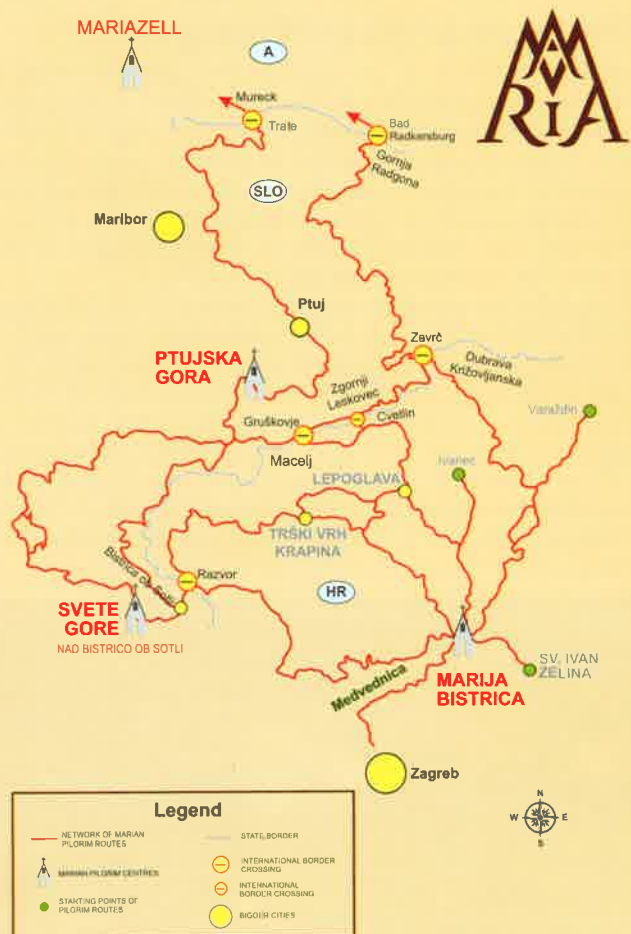 MARIAZELL
MARIA
A
Mureck
Trate
Bad
Radkersburg
Gornja
Radgona
SLO
Maribor
Ptuj
Zavrč
Dubrava
Križovljanska
PTUJSKA
GORA
Zgornji
Leskovec
Cvetlin
Gruškovje
Macelj
Varaždin
Ivanec
LEPOGLAVA
TRŠKI VRH
KRAPINA
Bistrica ob Sotli
Razvor
HR
SVETE
GORE
NAD BISTRICO OB SOTLI
SV. IVAN
ZELINA
MARIJA
BISTRICA
Medvednica
Zagreb
N
W E
S
Legend
NETWORK OF MARIAN
PILGRIM ROUTES
MARIAN PILGRIM CENTRES
STARTING POINTS OF
PILGRIM ROUTES
STATE BORDER
INTERNATIONAL BORDER
CROSSING
INTERNATIONAL
BORDER CROSSING
BIGGER CITIES